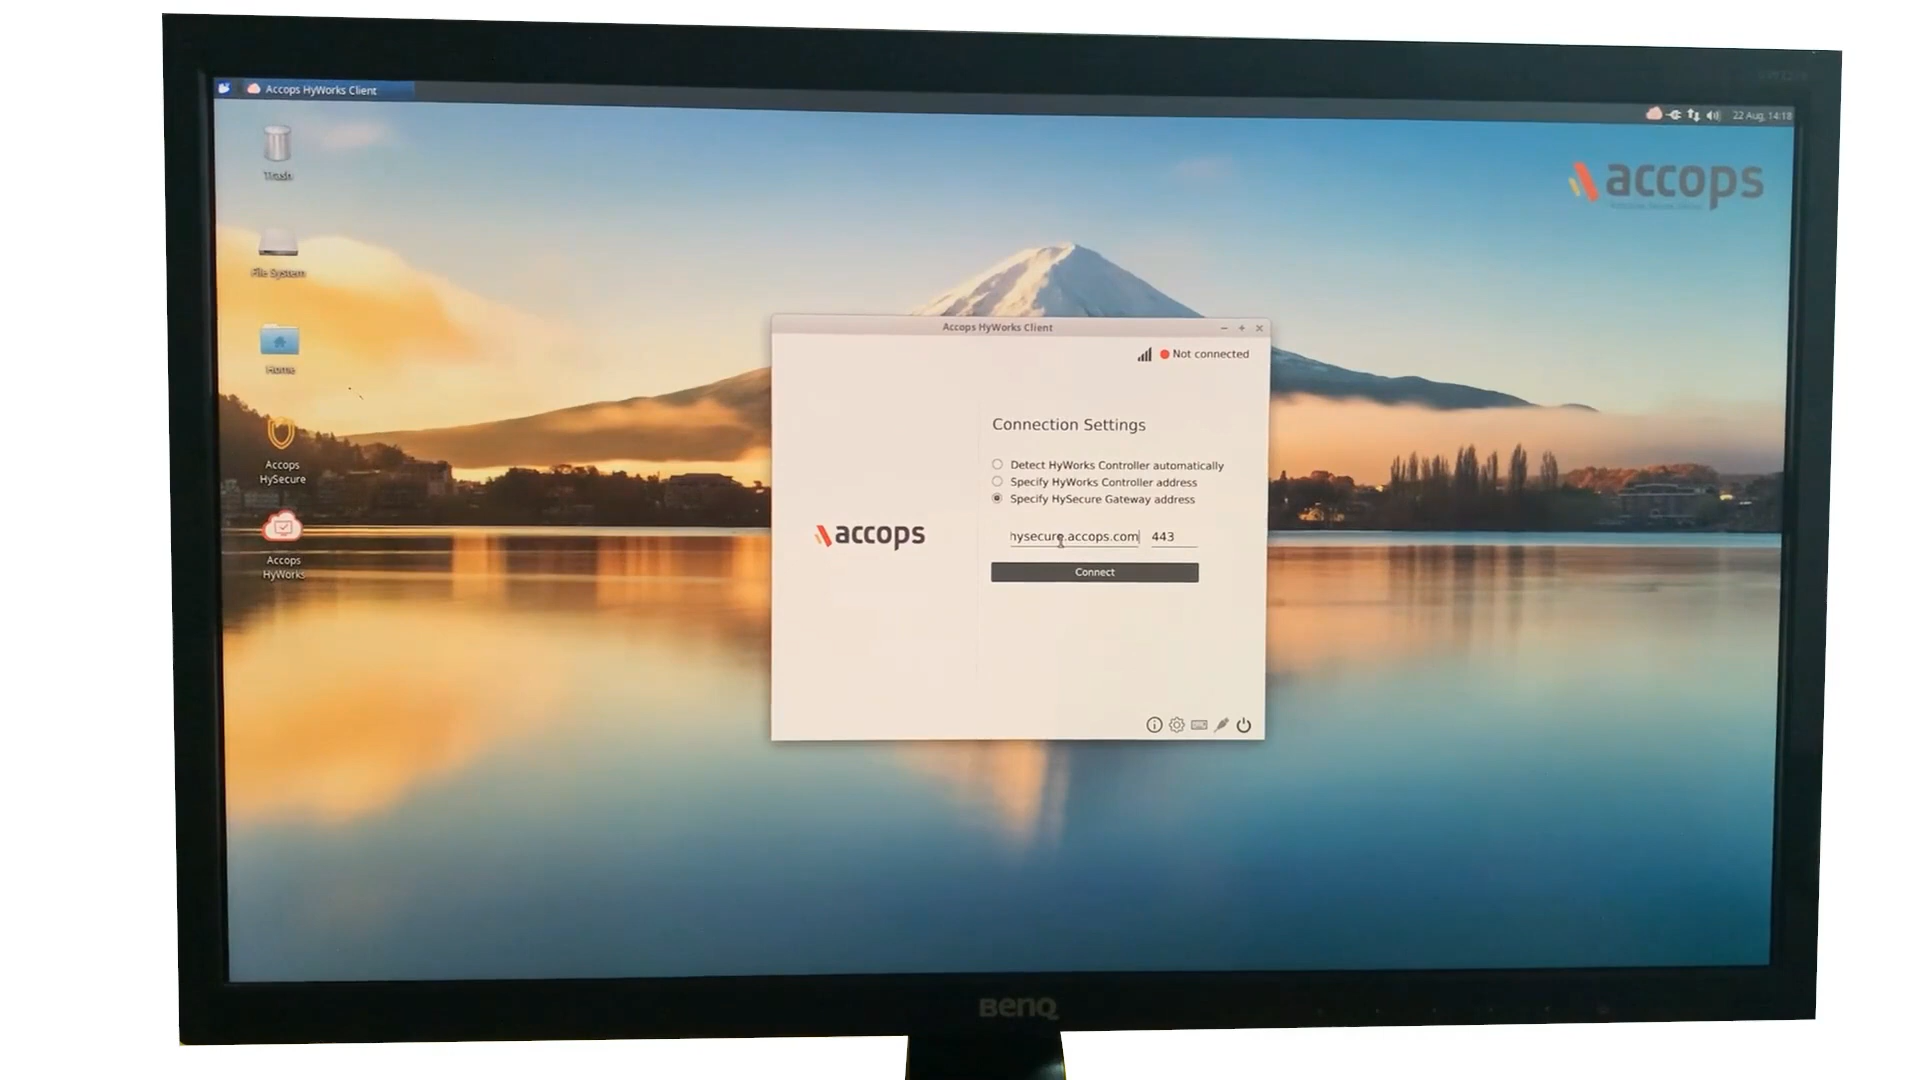 Accops HyWorks Client
22 Aug, 14:18
Trash
accops
File System
Home
Accops
HySecure
Accops
HyWorks
Accops HyWorks Client
Not connected
Connection Settings
Detect HyWorks Controller automatically
Specify HyWorks Controller address
Specify HySecure Gateway address
hysecure.accops.com 443
accops
Connect
BenQ